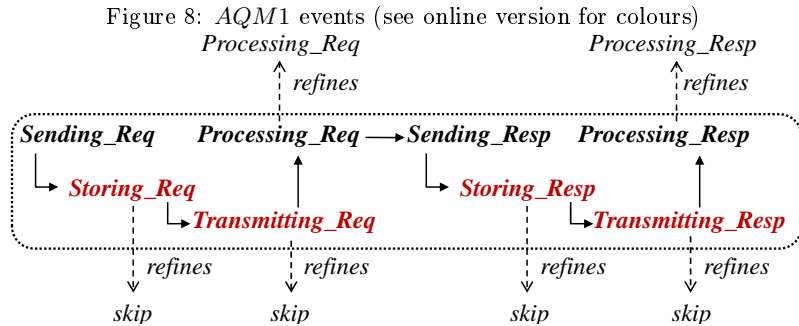 Figure 8: AQM1 events (see online version for colours)
Processing_Req Processing_Resp
refines refines
Sending_Req Processing_Req Sending_Resp Processing_Resp
Storing_Req Storing_Resp
Transmitting_Req Transmitting_Resp
refines refines refines refines
skip skip skip skip